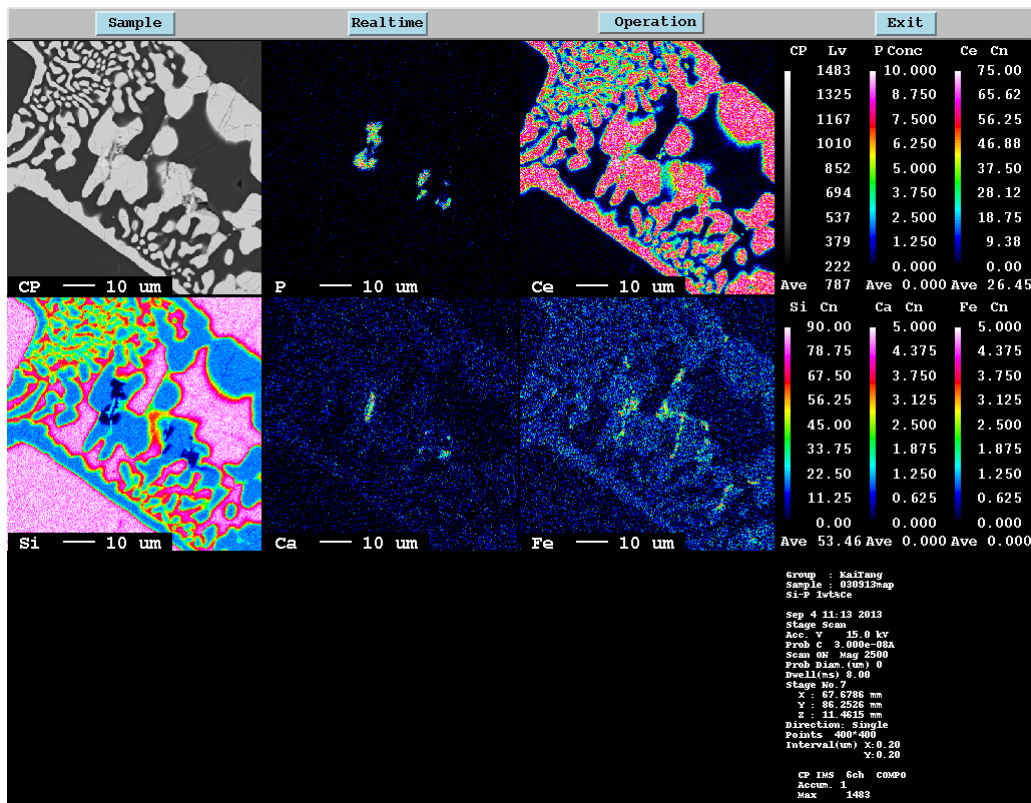 Sample Realtime Operation Exit
CP Lv P Conc Ce Cn
1483 10.000 75.00
1325 8.750 65.62
1167 7.500 56.25
1010 6.250 46.88
852 5.000 37.50
694 3.750 28.12
537 2.500 18.75
379 1.250 9.38
222 0.000 0.00
CP 10 um P 10 um Ce 10 um Ave 787 Ave 0.000 Ave 26.45
Si Cn Ca Cn Fe Cn
90.00 5.000 5.000
78.75 4.375 4.375
67.50 3.750 3.750
56.25 3.125 3.125
45.00 2.500 2.500
33.75 1.875 1.875
22.50 1.250 1.250
11.25 0.625 0.625
0.00 0.000 0.000
Si 10 um Ca 10 um Fe 10 um Ave 53.46 Ave 0.000 Ave 0.000
Group : KaiTang
Sample : 030913map
Si-P 1wt%Ce
Sep 4 11:13 2013
Stage Scan
Acc. V 15.0 kV
Prob C 3.000e-08A
Scan ON Mag 2500
Prob Diam.(um) 0
Dwell(ms) 8.00
Stage No.7
X : 67.6786 mm
Y : 86.2526 mm
Z : 11.4615 mm
Direction: Single
Points 400*400
Interval(um) X:0.20
Y:0.20
CP IMS 6ch COMPO
Accum. 1
Max 1483